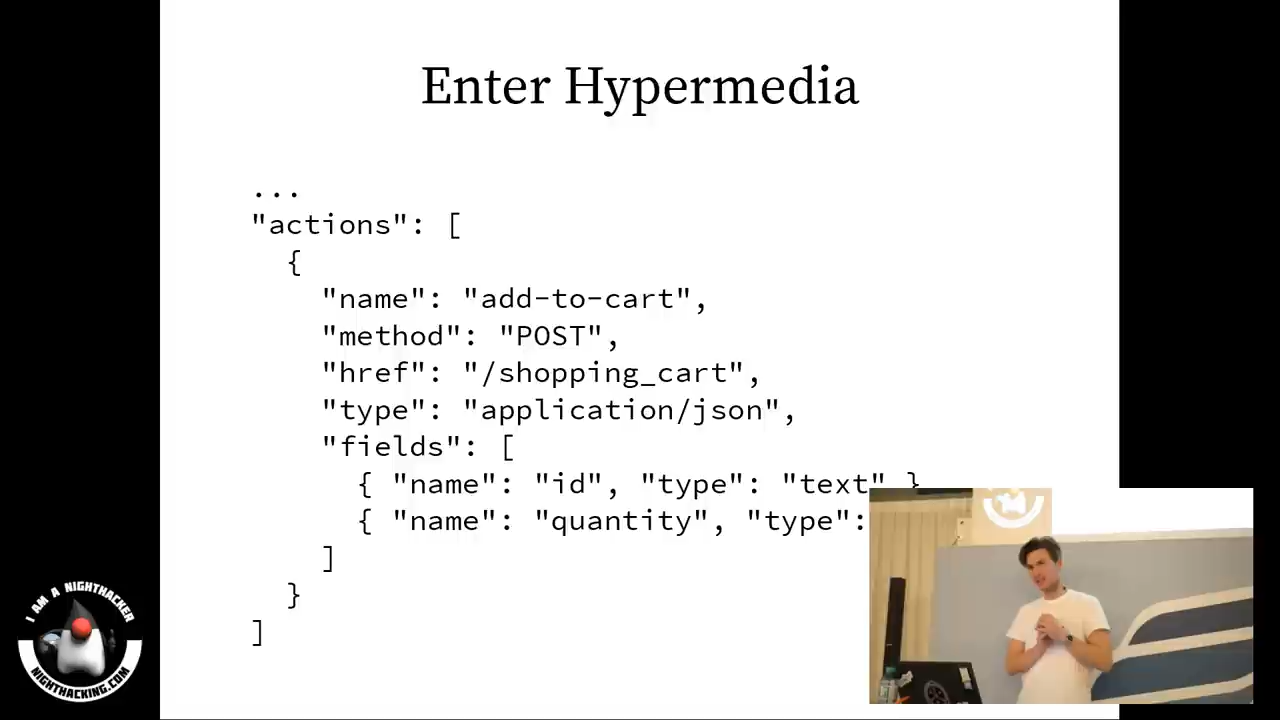 Enter Hypermedia
...
"actions": [
{
"name": "add-to-cart",
"method": "POST",
"href": "/shopping_cart",
"type": "application/json",
"fields": [
{ "name": "id", "type": "text" }
{ "name": "quantity", "type":
]
}
]
I AM A NIGHTHACKER
NIGHTHACKING.COM